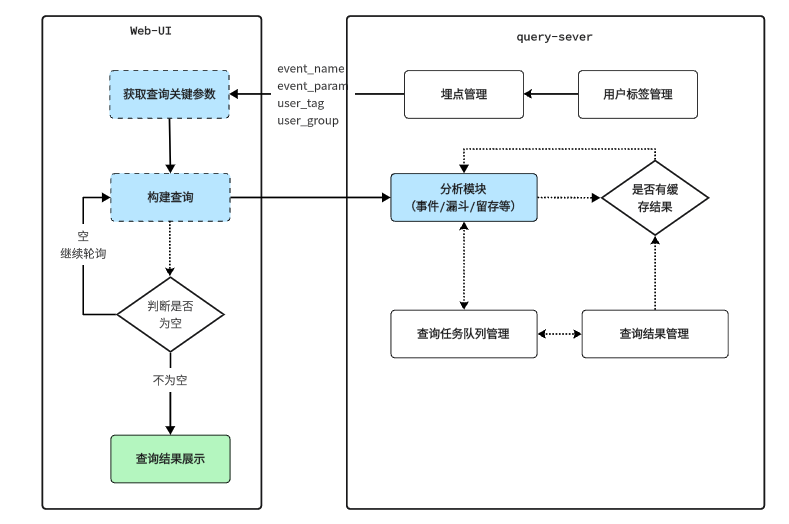 Web-UI
query-sever
获取查询关键参数
event_name
event_param
user_tag
user_group
埋点管理
用户标签管理
构建查询
分析模块
（事件/漏斗/留存等）
是否有缓
存结果
空
继续轮询
判断是否
为空
查询任务队列管理
查询结果管理
不为空
查询结果展示